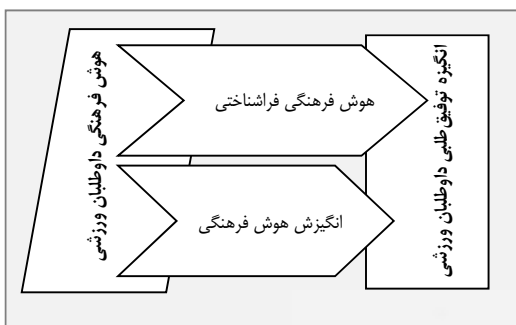 انگیزه توفیق‌طلبی داوطلبان ورزشی
هوش فرهنگی فراشناختی
انگیزش هوش فرهنگی
هوش فرهنگی داوطلبان ورزشی